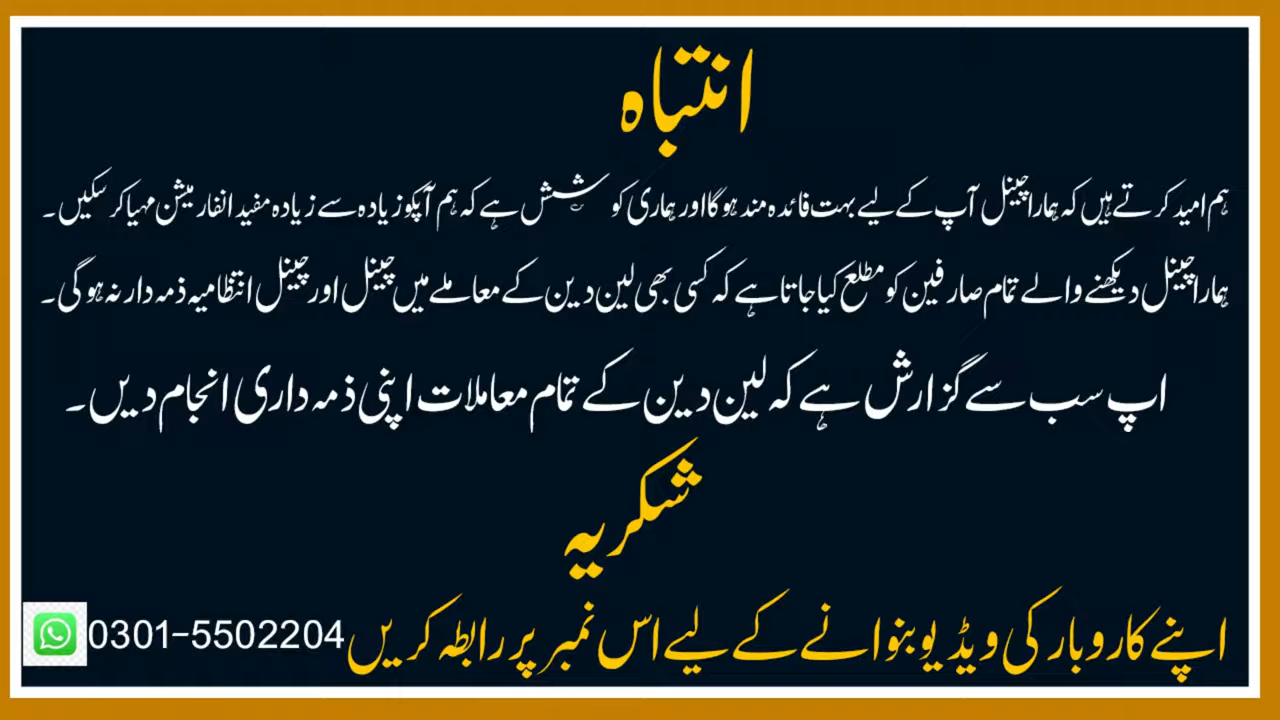 انتباہ
ہم امید کرتے ہیں کہ ہمارا چینل آپ کے لیے بہت فائدہ مند ہوگا اور ہماری کوشش ہے کہ ہم آپکو زیادہ سے زیادہ مفید انفارمیشن مہیا کر سکیں۔
ہمارا چینل دیکھنے والے تمام صارفین کو مطلع کیا جاتا ہے کہ کسی بھی لین دین کے معاملے میں چینل اور چینل انتظامیہ ذمہ دار نہ ہوگی۔
اپ سب سے گزارش ہے کہ لین دین کے تمام معاملات اپنی ذمہ داری انجام دیں۔
شکریہ
اپنے کاروبار کی ویڈیو بنوانے کے لیے اس نمبر پر رابطہ کریں 0301-5502204